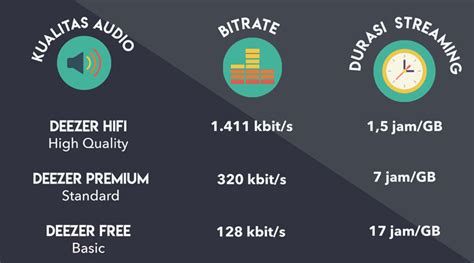 KUALITAS AUDIO
BITRATE
DURASI STREAMING
DEEZER HIFI
High Quality
1.411 kbit/s
1,5 jam/GB
DEEZER PREMIUM
Standard
320 kbit/s
7 jam/GB
DEEZER FREE
Basic
128 kbit/s
17 jam/GB